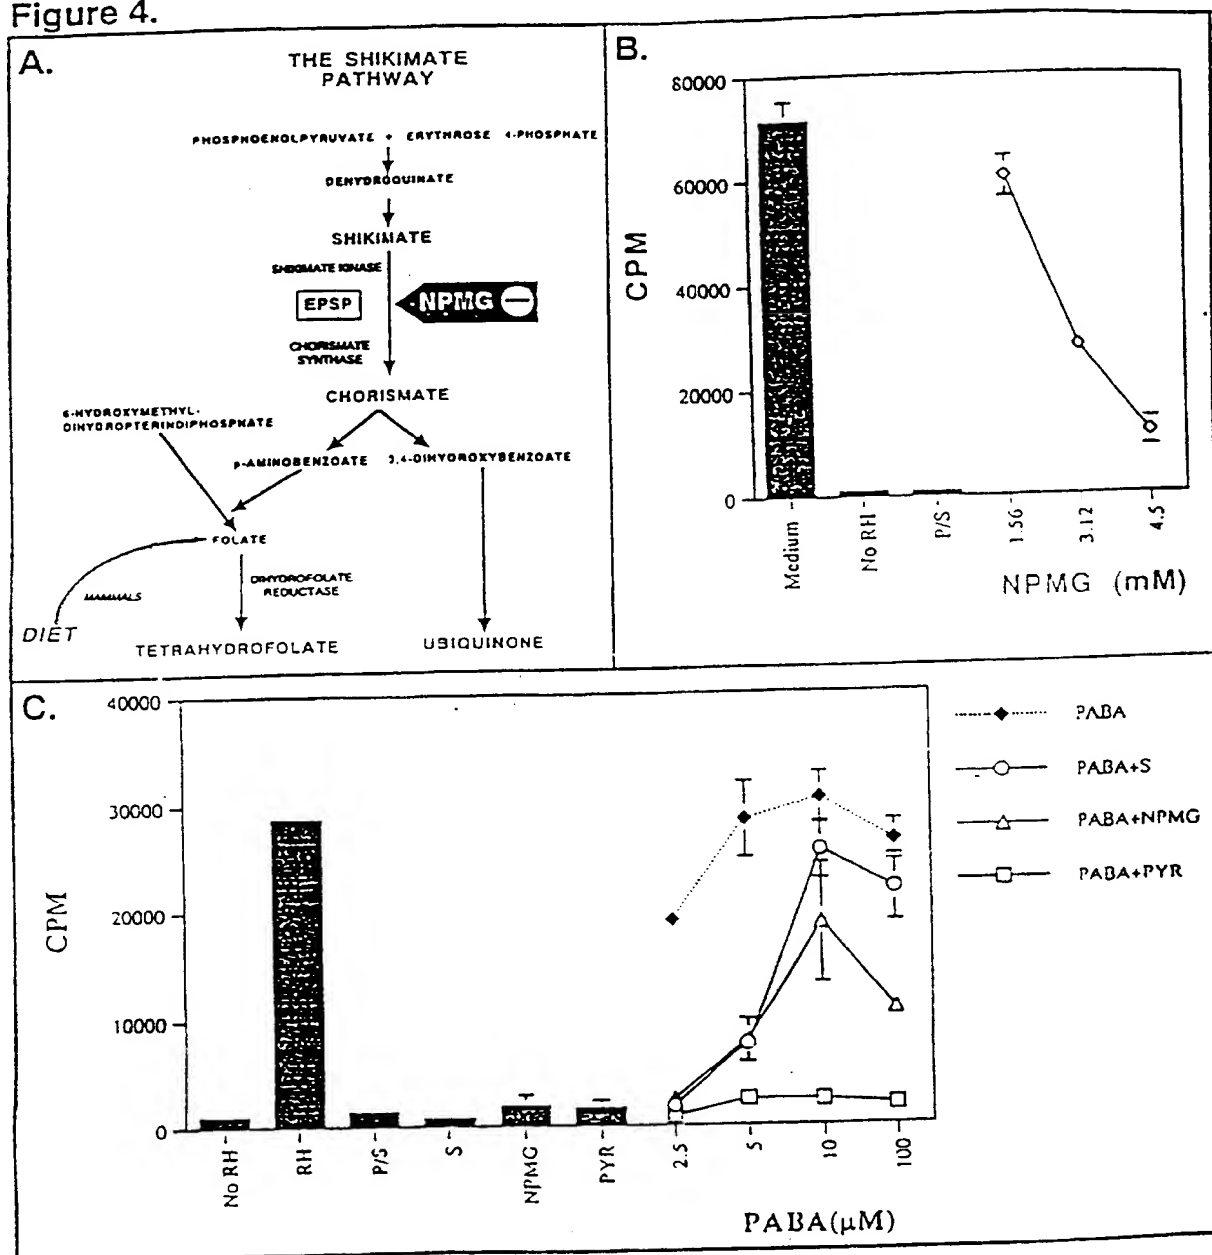 Figure 4.
A.
THE SHIKIMATE
PATHWAY
PHOSPHOENOLPYRUVATE + ERYTHROSE 4-PHOSPHATE
DEHYDROQUINATE
SHIKIMATE
SHIKIMATE KINASE
EPSP
NPMG
CHORISMATE
SYNTHASE
CHORISMATE
6-HYDROXYMETHYL-
DIHYDROPTERINDIPHOSPHATE
p-AMINOBENZOATE
3,4-DIHYDROXYBENZOATE
FOLATE
DIHYDROFOLATE
REDUCTASE
MAMMALS
DIET
TETRAHYDROFOLATE
UBIQUINONE
B.
80000
60000
40000
20000
0
CPM
Medium
No RH
P/S
1.56
3.12
4.5
NPMG (mM)
C.
40000
30000
20000
10000
0
CPM
No RH
RH
P/S
S
NPMG
PYR
2.5
5
10
100
PABA(μM)
PABA
PABA+S
PABA+NPMG
PABA+PYR